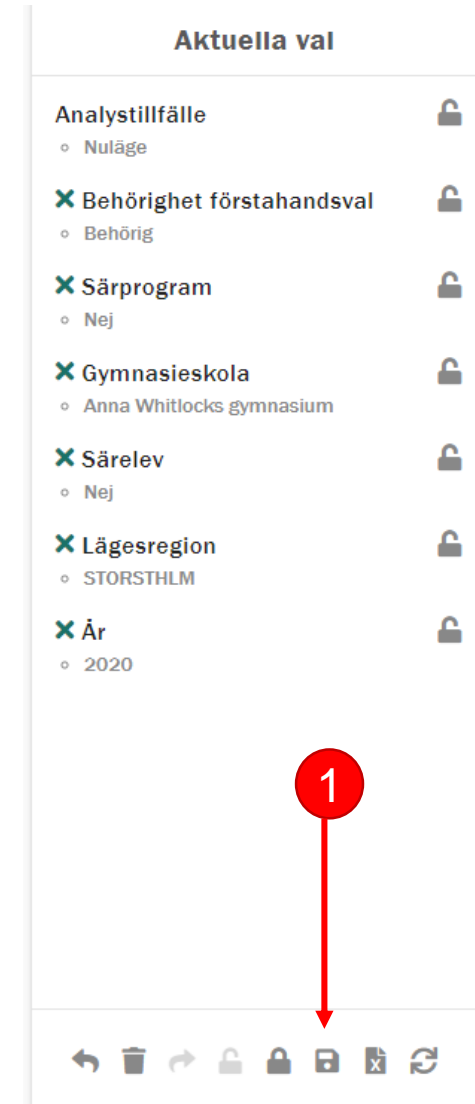 Aktuella val
Analystillfälle
Nuläge
Behörighet förstahandsval
Behörig
Särprogram
Nej
Gymnasieskola
Anna Whitlocks gymnasium
Särelev
Nej
Lägesregion
STORSTHLM
År
2020
1
X